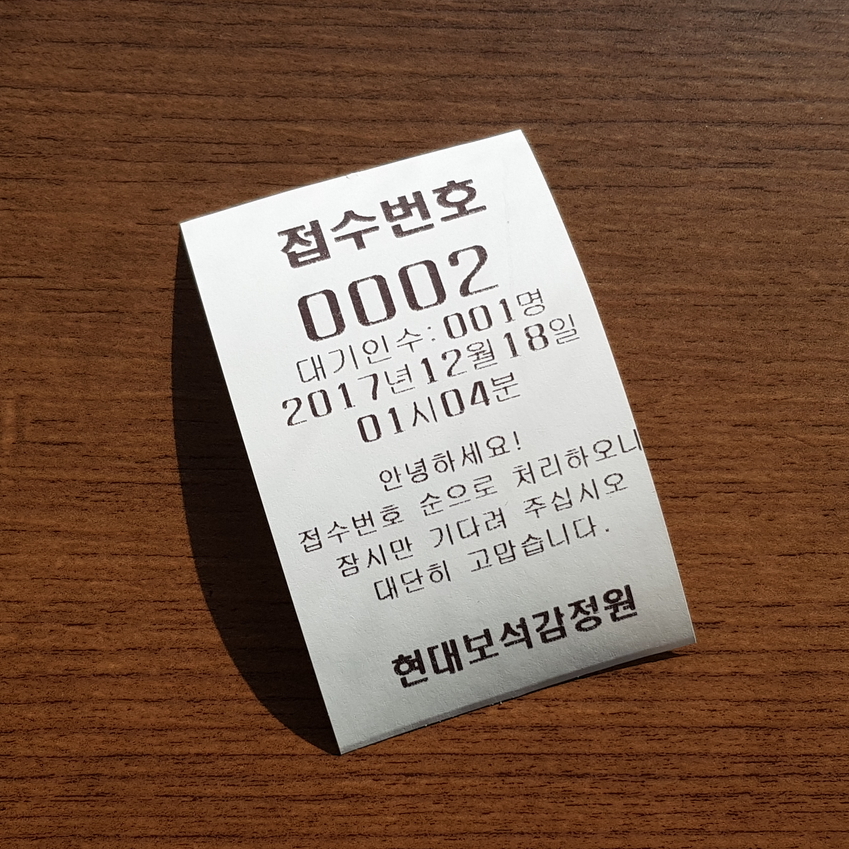 접수번호
0002
대기인수:001명
2017년12월18일
01시04분
안녕하세요!
접수번호 순으로 처리하오니
잠시만 기다려 주십시오
대단히 고맙습니다.
현대보석감정원